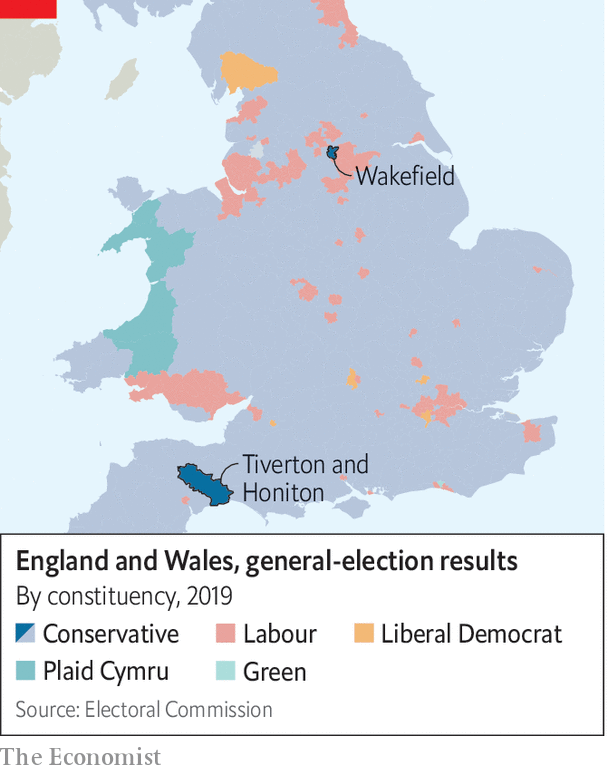 Wakefield
Tiverton and
Honiton
England and Wales, general-election results
By constituency, 2019
Conservative
Labour
Liberal Democrat
Plaid Cymru
Green
Source: Electoral Commission
The Economist